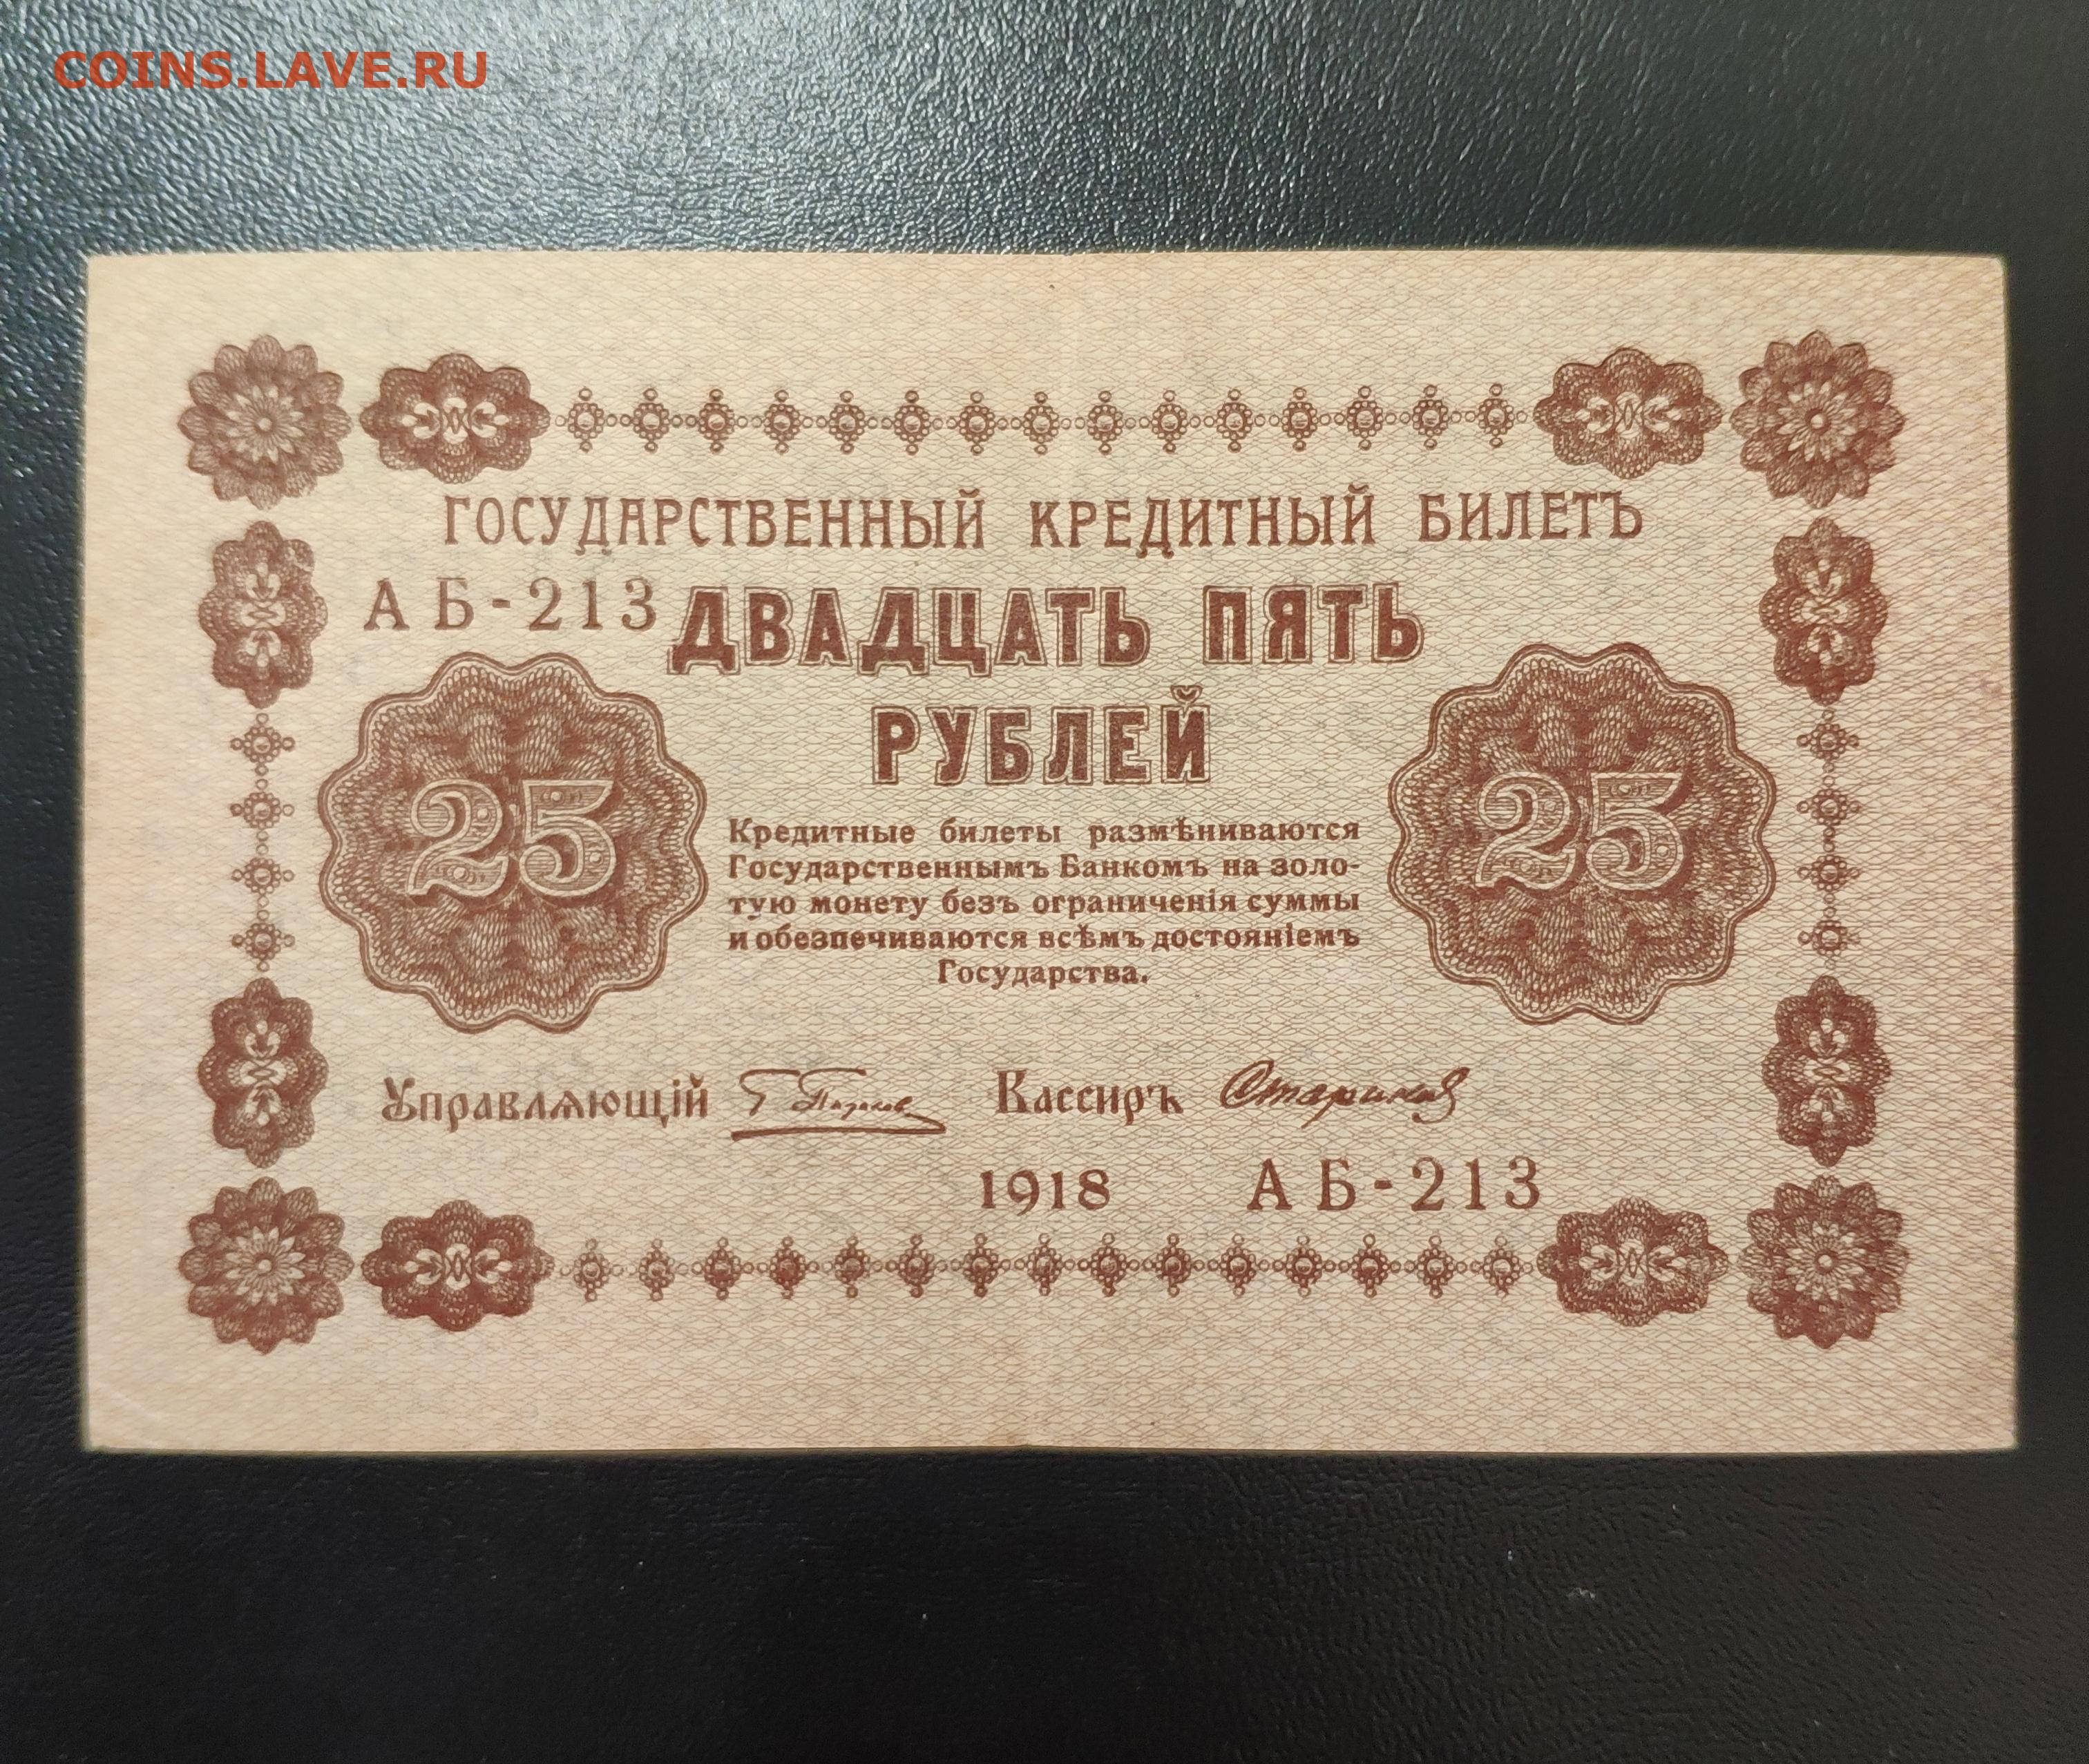 COINS.LAVE.RU
ГОСУДАРСТВЕННЫЙ КРЕДИТНЫЙ БИЛЕТЪ
АБ-213
ДВАДЦАТЬ ПЯТЬ
РУБЛЕЙ
25
25
Кредитные билеты размѣниваются
Государственнымъ Банкомъ на золо-
тую монету безъ ограниченія суммы
и обезпечиваются всѣмъ достояніемъ
Государства.
Управляющій Кассиръ
1918 АБ-213